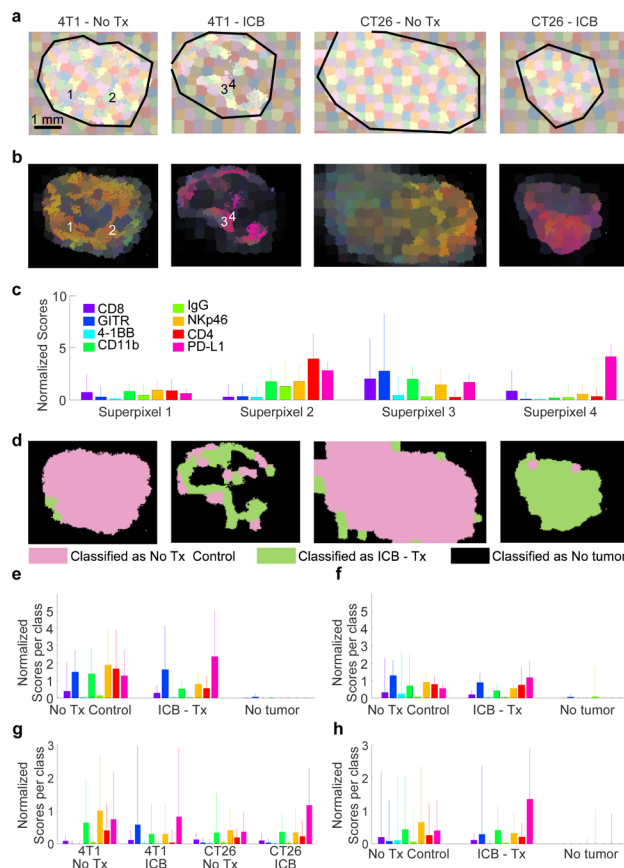 a
4T1 - No Tx
4T1 - ICB
CT26 - No Tx
CT26 - ICB
1
2
3
4
1 mm
b
1
2
3
4
c
Normalized Scores
10
5
0
CD8
GITR
4-1BB
CD11b
IgG
NKp46
CD4
PD-L1
Superpixel 1
Superpixel 2
Superpixel 3
Superpixel 4
d
Classified as No Tx Control
Classified as ICB - Tx
Classified as No tumor
e
Normalized
Scores per class
5
4
3
2
1
0
No Tx Control
ICB - Tx
No tumor
f
Normalized
Scores per class
5
4
3
2
1
0
No Tx Control
ICB - Tx
No tumor
g
Normalized
Scores per class
3
2
1
0
4T1
No Tx
4T1
ICB
CT26
No Tx
CT26
ICB
h
Normalized
Scores per class
3
2
1
0
No Tx Control
ICB - Tx
No tumor